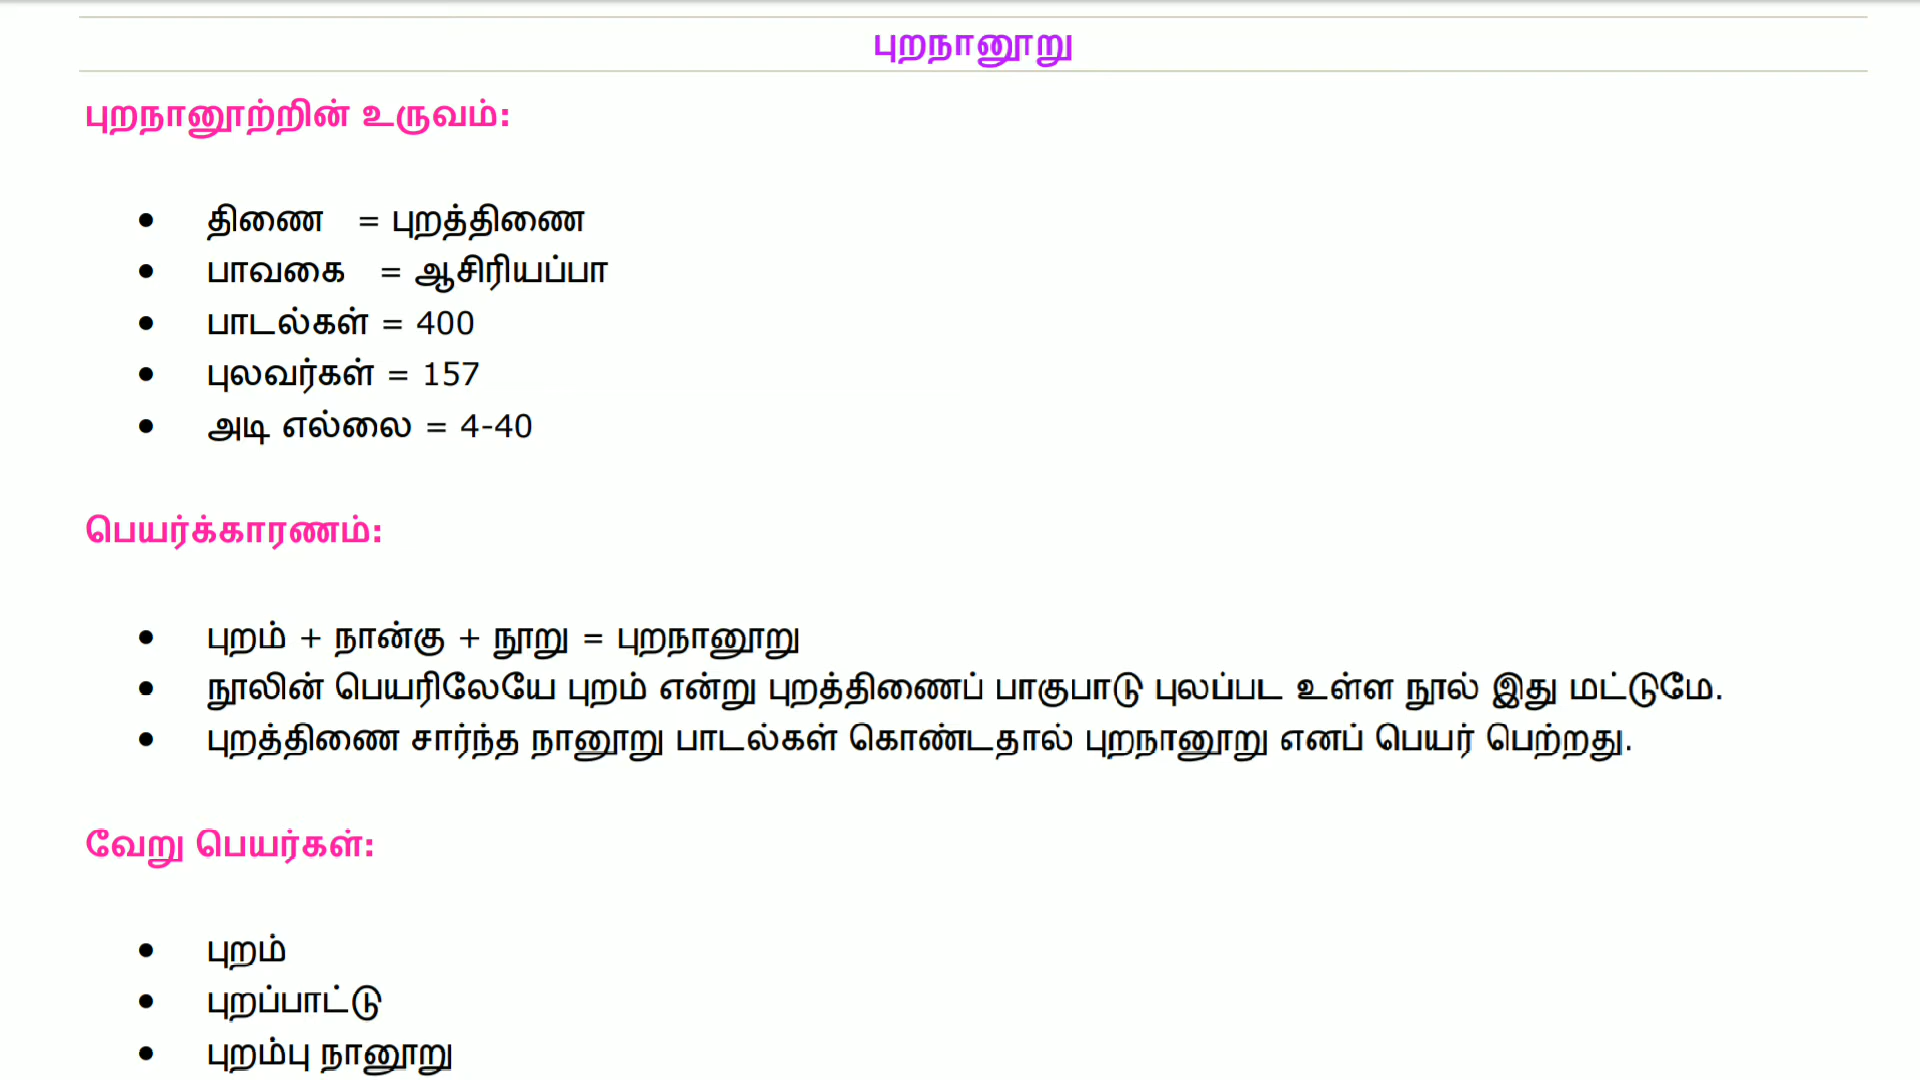 புறநானூறு
புறநானூற்றின் உருவம்:
• திணை = புறத்திணை
• பாவகை = ஆசிரியப்பா
• பாடல்கள் = 400
• புலவர்கள் = 157
• அடி எல்லை = 4-40
பெயர்க்காரணம்:
• புறம் + நான்கு + நூறு = புறநானூறு
• நூலின் பெயரிலேயே புறம் என்று புறத்திணைப் பாகுபாடு புலப்பட உள்ள நூல் இது மட்டுமே.
• புறத்திணை சார்ந்த நானூறு பாடல்கள் கொண்டதால் புறநானூறு எனப் பெயர் பெற்றது.
வேறு பெயர்கள்:
• புறம்
• புறப்பாட்டு
• புறம்பு நானூறு